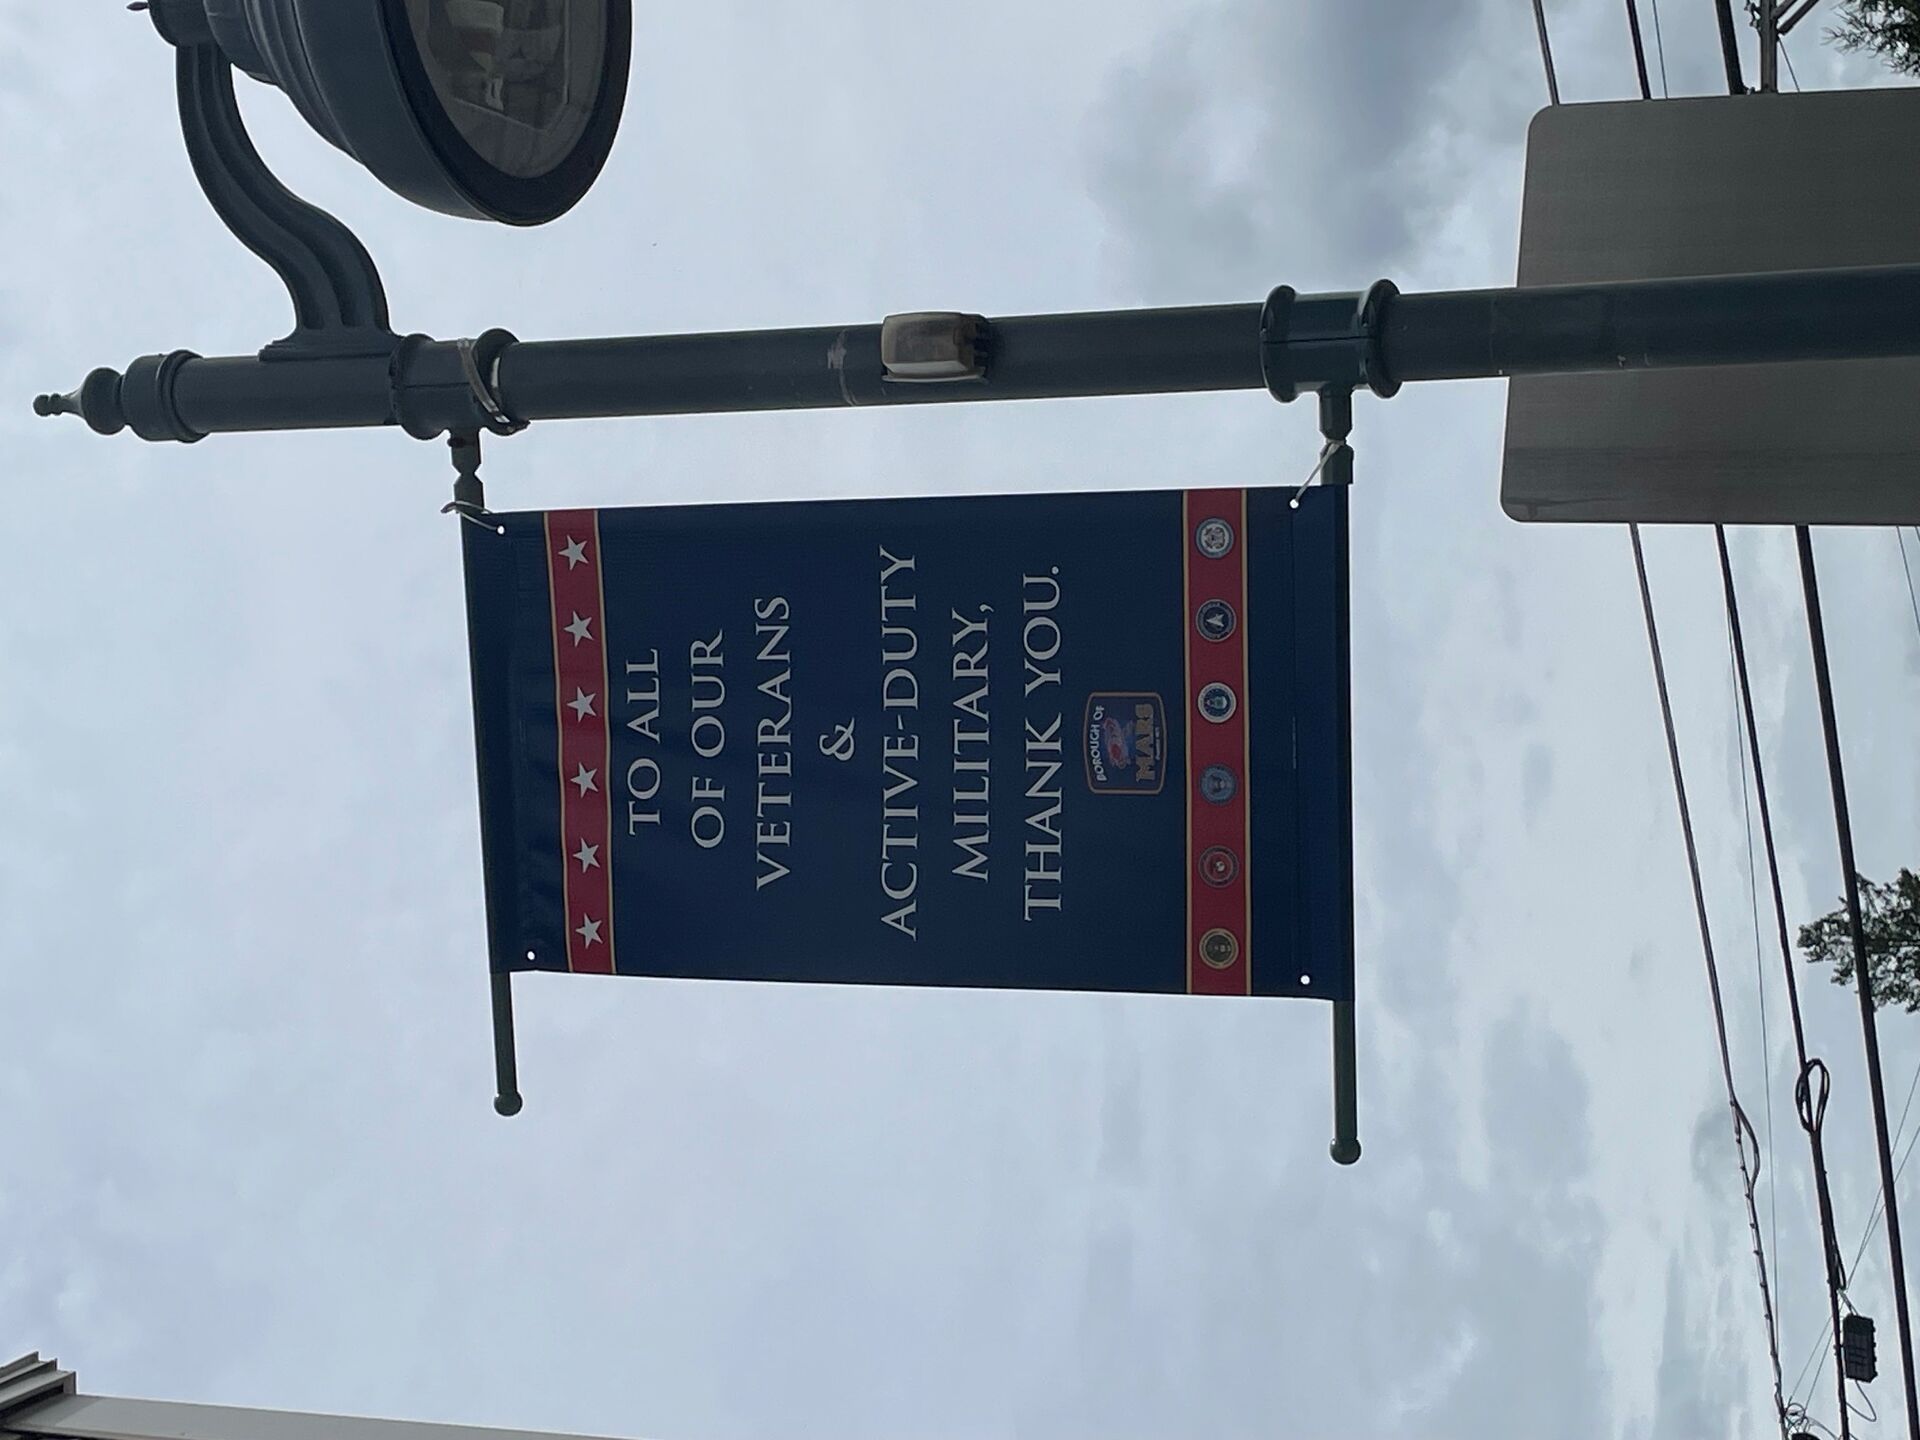 TO ALL
OF OUR
VETERANS
&
ACTIVE-DUTY
MILITARY,
THANK YOU.
BOROUGH OF
MARS